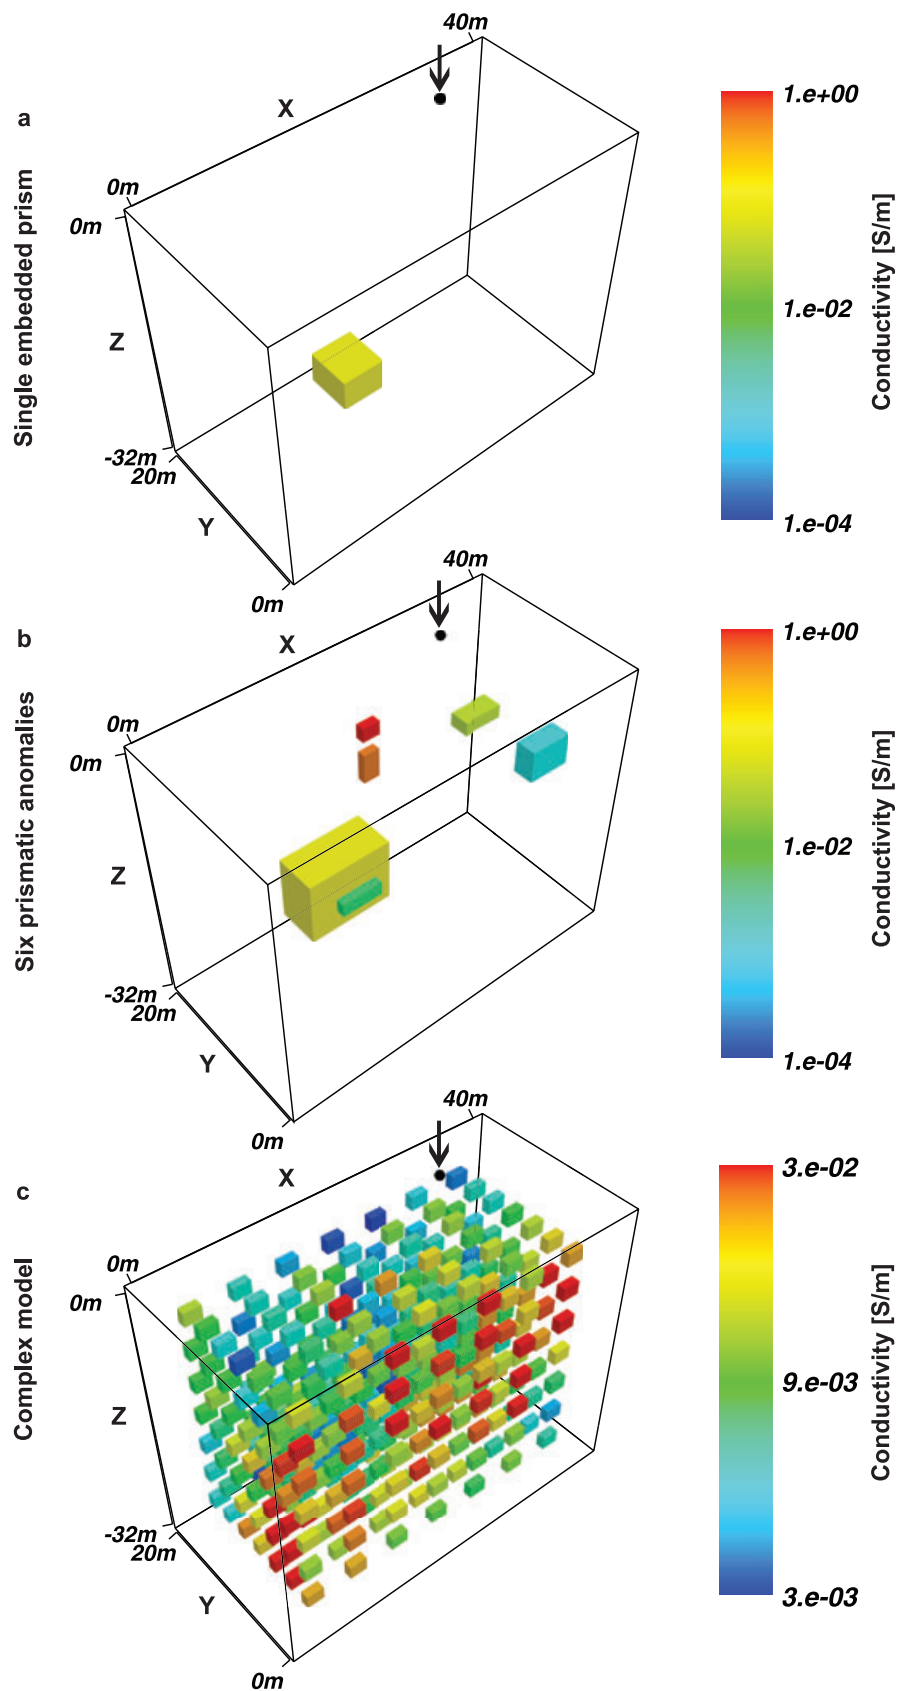 a
Single embedded prism
40m
X
0m
0m
Z
-32m
20m
Y
0m
1.e+00
1.e-02
1.e-04
Conductivity [S/m]
b
Six prismatic anomalies
40m
X
0m
0m
Z
-32m
20m
Y
0m
1.e+00
1.e-02
1.e-04
Conductivity [S/m]
c
Complex model
40m
X
0m
0m
Z
-32m
20m
Y
0m
3.e-02
9.e-03
3.e-03
Conductivity [S/m]